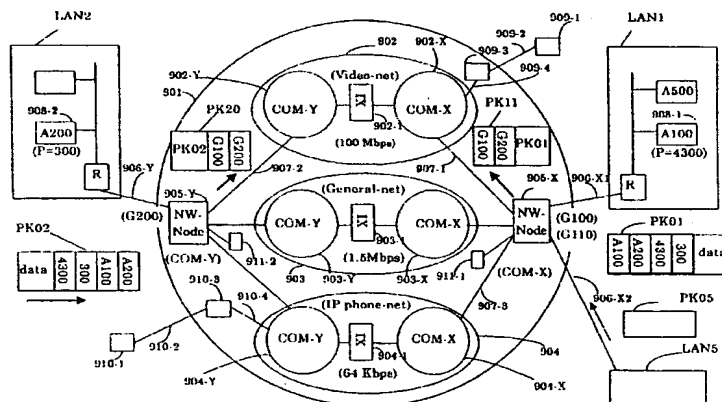 LAN2
LAN1
902
902-X
909-2
909-1
909-3
909-4
902-Y
901
(Video-net)
COM-Y
IX
COM-X
902-1
(100 Mbps)
PK20
PK02
G100
G200
PK11
G100
G200
PK01
908-2
A200
(P=300)
R
906-Y
A500
908-1
A100
(P=4300)
R
907-2
907-1
905-Y
905-X
906-X1
(G200)
NW-Node
(COM-Y)
(General-net)
COM-Y
IX
COM-X
903-1
(1.5Mbps)
903
903-Y
903-X
911-2
911-1
NW-Node
(G100)
(G110)
(COM-X)
PK01
A100
4300
300
data
PK02
data
4300
300
A100
A200
910-3
910-4
910-1
910-2
(IP phone-net)
COM-Y
IX
COM-X
904-1
(64 Kbps)
904-Y
904
904-X
907-3
906-X2
PK05
LAN5